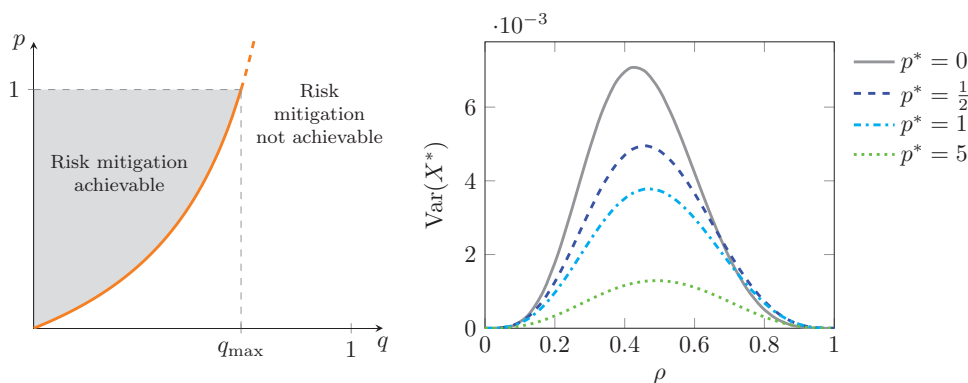 p
1
Risk mitigation
achievable
Risk
mitigation
not achievable
q_max
1
q
·10⁻³
Var(X*)
6
4
2
0
0
0.2
0.4
0.6
0.8
1
ρ
p* = 0
p* = 1/2
p* = 1
p* = 5